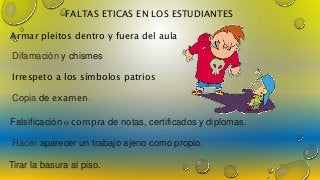 FALTAS ETICAS EN LOS ESTUDIANTES
Armar pleitos dentro y fuera del aula
Difamación y chismes
Irrespeto a los símbolos patrios
Copia de examen.
Falsificación o compra de notas, certificados y diplomas.
Hacer aparecer un trabajo ajeno como propio.
Tirar la basura al piso.